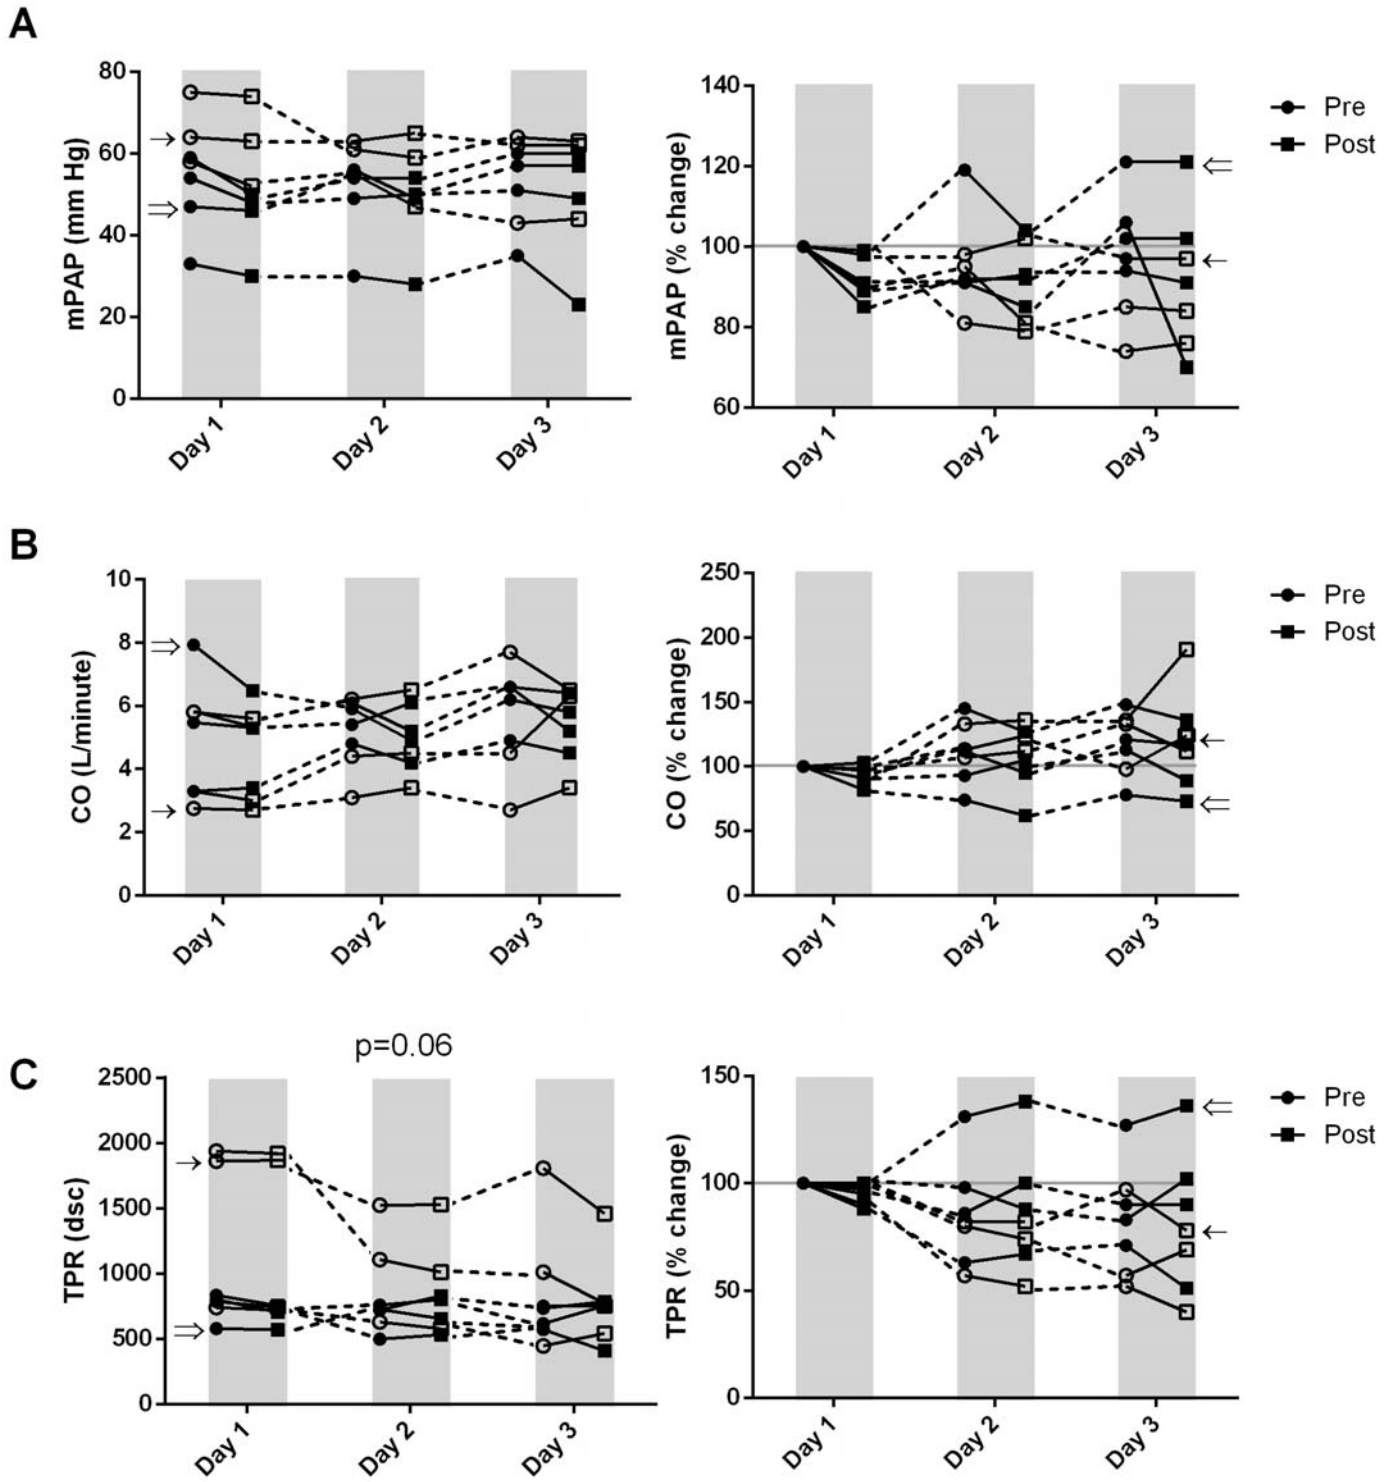 A
mPAP (mm Hg)
80
60
40
20
0
Day 1
Day 2
Day 3
mPAP (% change)
140
120
100
80
60
Day 1
Day 2
Day 3
Pre
Post
B
CO (L/minute)
10
8
6
4
2
0
Day 1
Day 2
Day 3
CO (% change)
250
200
150
100
50
0
Day 1
Day 2
Day 3
Pre
Post
C
p=0.06
TPR (dsc)
2500
2000
1500
1000
500
0
Day 1
Day 2
Day 3
TPR (% change)
150
100
50
0
Day 1
Day 2
Day 3
Pre
Post